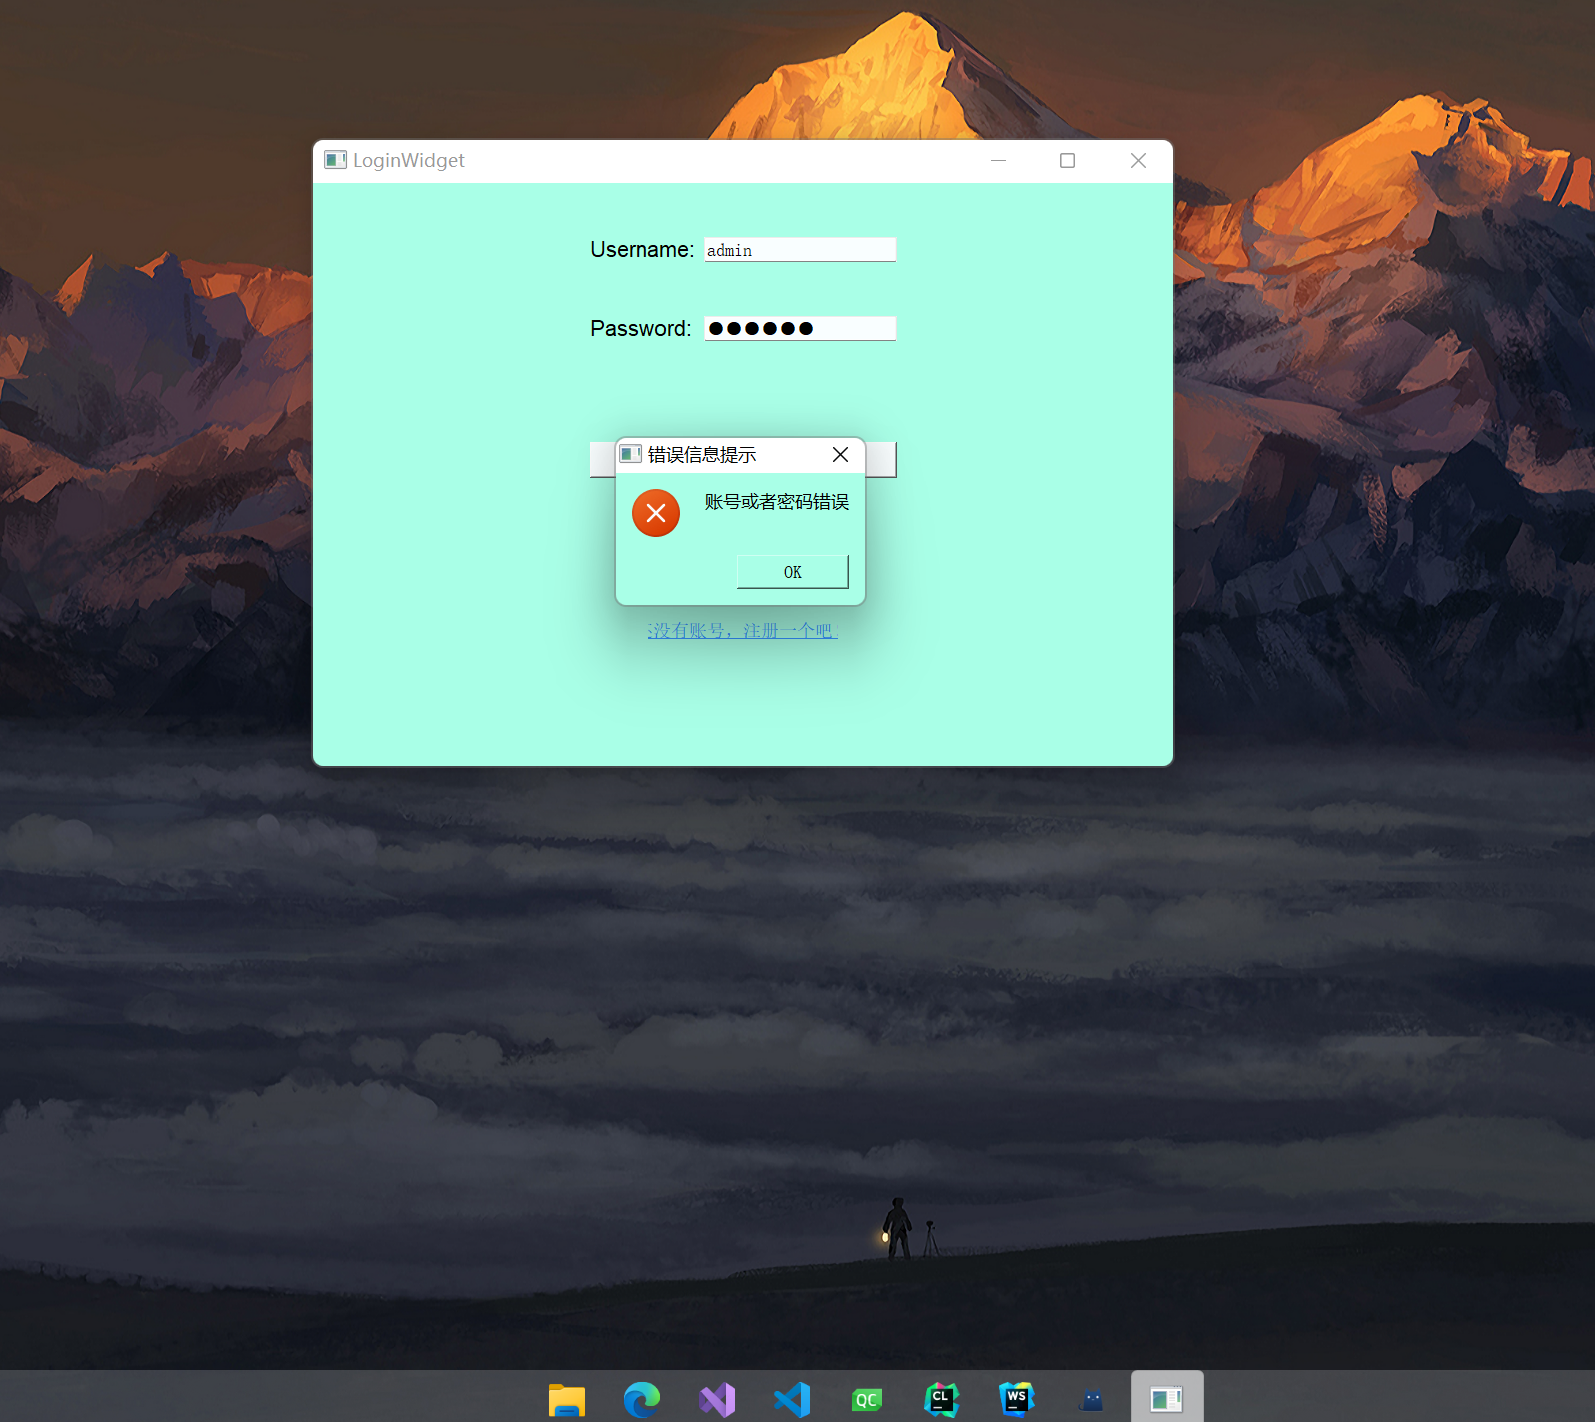 LoginWidget
Username: admin
Password: ●●●●●●
错误信息提示
账号或者密码错误
OK
没有账号，注册一个吧
QC
CL
WS